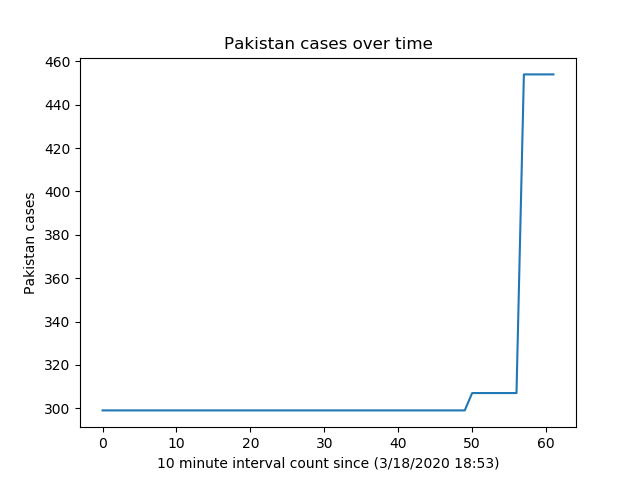 Pakistan cases over time
460
440
420
400
380
360
340
320
300
Pakistan cases
0 10 20 30 40 50 60
10 minute interval count since (3/18/2020 18:53)